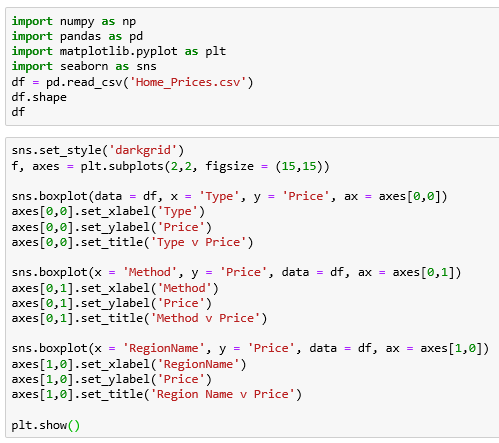 import numpy as np
import pandas as pd
import matplotlib.pyplot as plt
import seaborn as sns
df = pd.read_csv('Home_Prices.csv')
df.shape
df
sns.set_style('darkgrid')
f, axes = plt.subplots(2,2, figsize = (15,15))
sns.boxplot(data = df, x = 'Type', y = 'Price', ax = axes[0,0])
axes[0,0].set_xlabel('Type')
axes[0,0].set_ylabel('Price')
axes[0,0].set_title('Type v Price')
sns.boxplot(x = 'Method', y = 'Price', data = df, ax = axes[0,1])
axes[0,1].set_xlabel('Method')
axes[0,1].set_ylabel('Price')
axes[0,1].set_title('Method v Price')
sns.boxplot(x = 'RegionName', y = 'Price', data = df, ax = axes[1,0])
axes[1,0].set_xlabel('RegionName')
axes[1,0].set_ylabel('Price')
axes[1,0].set_title('Region Name v Price')
plt.show()